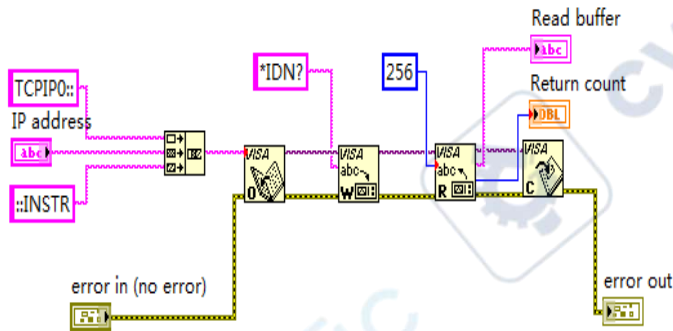 Read buffer
abc
*IDN?
256
TCPIP0::
Return count
DBL
IP address
abc
VISA
VISA
abc
VISA
abc
VISA
::INSTR
O
W
R
C
error in (no error)
error out